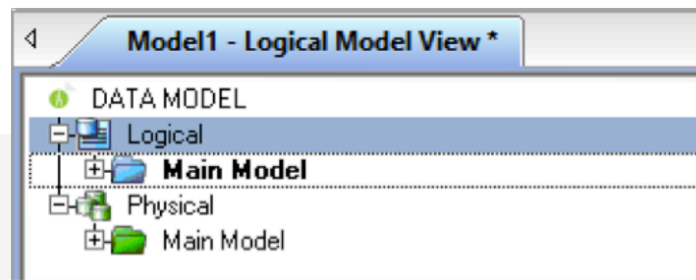 Model1 - Logical Model View *
DATA MODEL
Logical
Main Model
Physical
Main Model